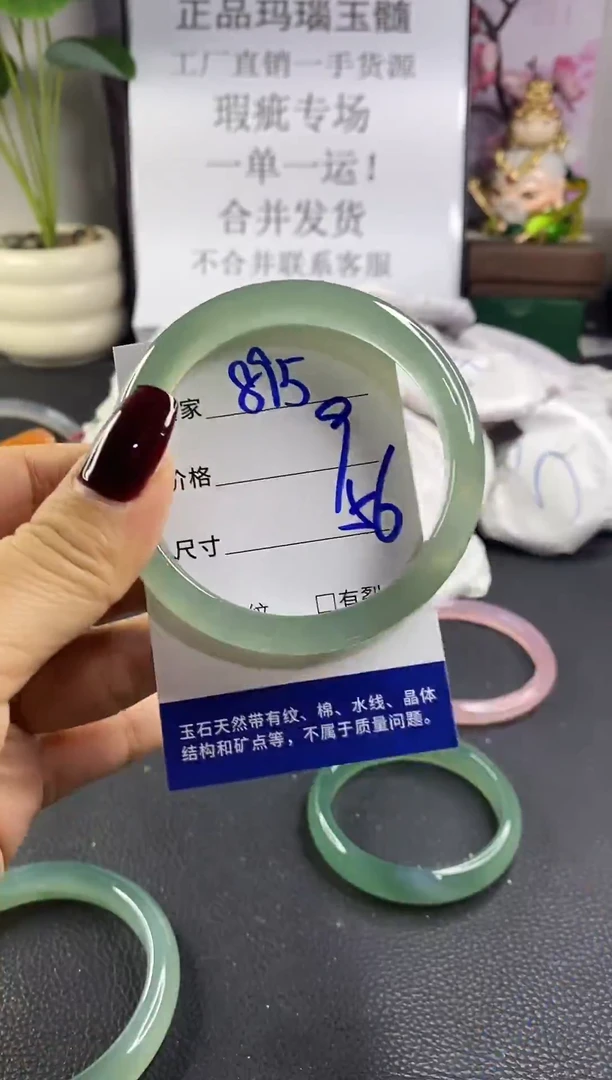 正品玛瑙玉髓
工厂直销一手货源
瑕疵专场
一单一运!
合并发货
不合并联系客服
家 895
价格 9
尺寸 56
纹 □有裂
玉石天然带有纹、棉、水线、晶体
结构和矿点等，不属于质量问题。